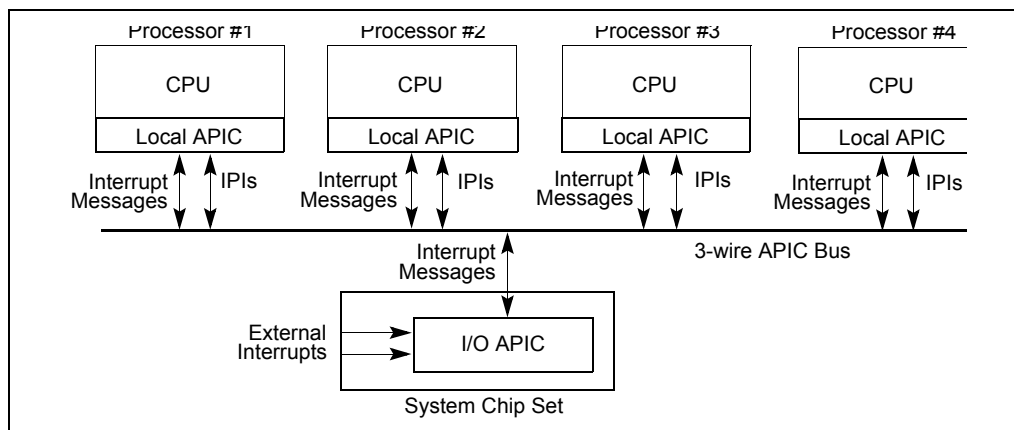 Processor #1 Processor #2 Processor #3 Processor #4
CPU CPU CPU CPU
Local APIC Local APIC Local APIC Local APIC
Interrupt Messages IPIs Interrupt Messages IPIs Interrupt Messages IPIs Interrupt Messages IPIs
Interrupt
Messages
3-wire APIC Bus
External
Interrupts
I/O APIC
System Chip Set